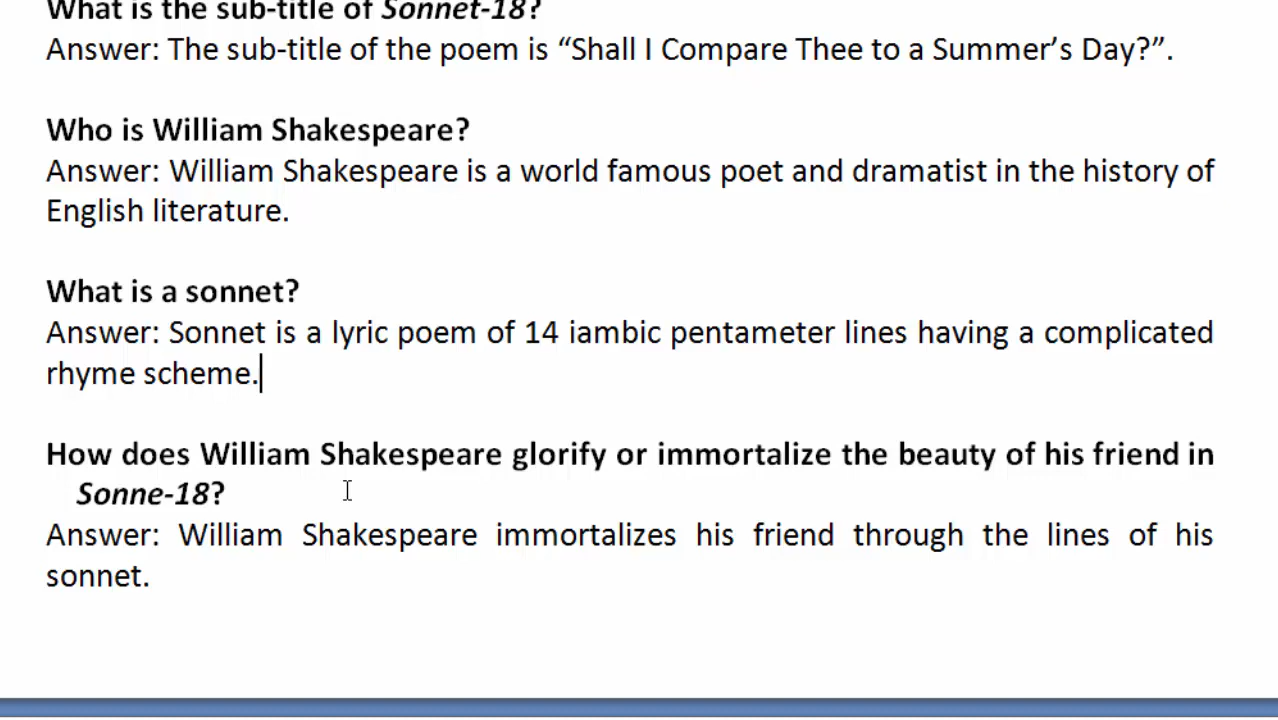 What is the sub-title of Sonnet-18?
Answer: The sub-title of the poem is “Shall I Compare Thee to a Summer’s Day?”.
Who is William Shakespeare?
Answer: William Shakespeare is a world famous poet and dramatist in the history of
English literature.
What is a sonnet?
Answer: Sonnet is a lyric poem of 14 iambic pentameter lines having a complicated
rhyme scheme.
How does William Shakespeare glorify or immortalize the beauty of his friend in
Sonne-18?
Answer: William Shakespeare immortalizes his friend through the lines of his
sonnet.